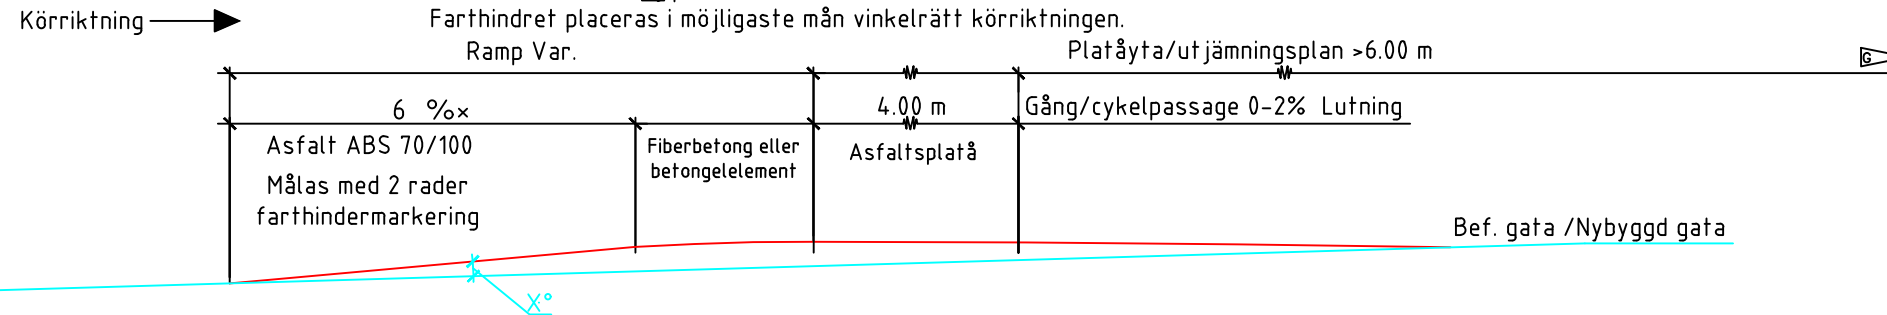 Körriktning
Farthindret placeras i möjligaste mån vinkelrätt körriktningen.
Ramp Var.
Platåyta/utjämningsplan >6.00 m
G
6 %x
4.00 m
Gång/cykelpassage 0-2% Lutning
Asfalt ABS 70/100
Målas med 2 rader
farthindermarkering
Fiberbetong eller
betongelelement
Asfaltsplatå
Bef. gata /Nybyggd gata
X°